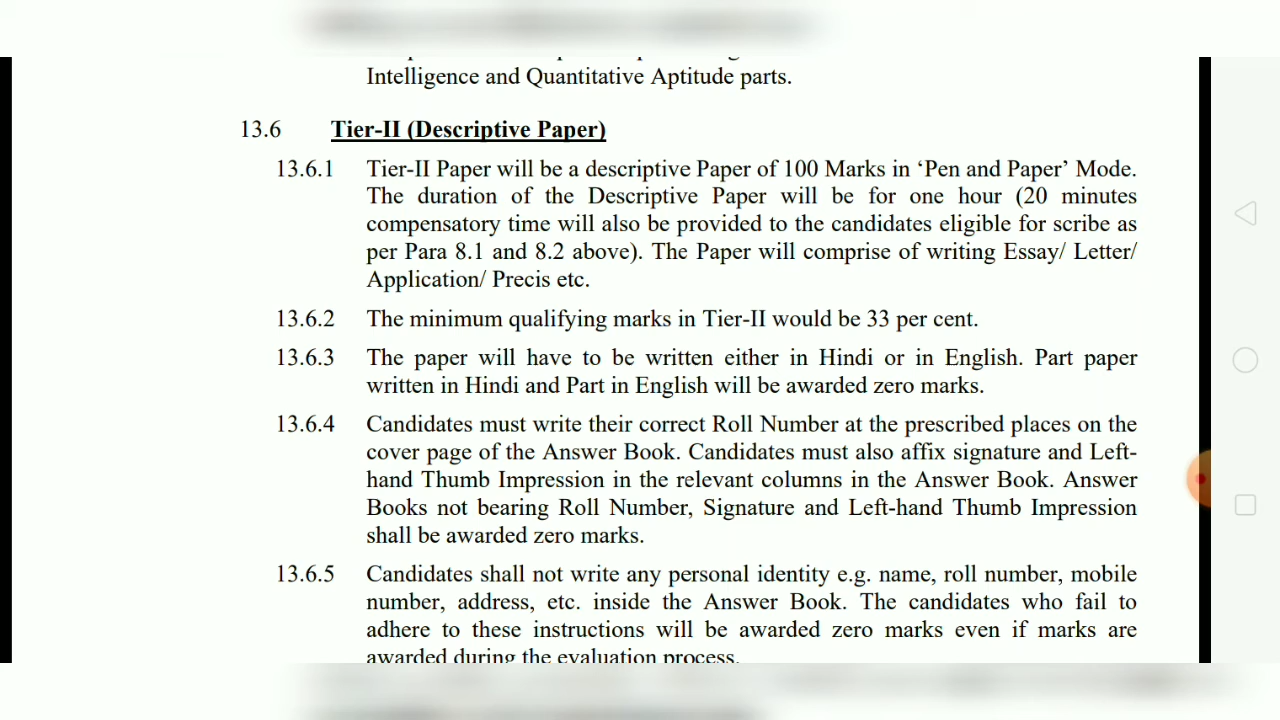 Intelligence and Quantitative Aptitude parts.
13.6 Tier-II (Descriptive Paper)
13.6.1 Tier-II Paper will be a descriptive Paper of 100 Marks in ‘Pen and Paper’ Mode.
The duration of the Descriptive Paper will be for one hour (20 minutes
compensatory time will also be provided to the candidates eligible for scribe as
per Para 8.1 and 8.2 above). The Paper will comprise of writing Essay/ Letter/
Application/ Precis etc.
13.6.2 The minimum qualifying marks in Tier-II would be 33 per cent.
13.6.3 The paper will have to be written either in Hindi or in English. Part paper
written in Hindi and Part in English will be awarded zero marks.
13.6.4 Candidates must write their correct Roll Number at the prescribed places on the
cover page of the Answer Book. Candidates must also affix signature and Left-
hand Thumb Impression in the relevant columns in the Answer Book. Answer
Books not bearing Roll Number, Signature and Left-hand Thumb Impression
shall be awarded zero marks.
13.6.5 Candidates shall not write any personal identity e.g. name, roll number, mobile
number, address, etc. inside the Answer Book. The candidates who fail to
adhere to these instructions will be awarded zero marks even if marks are
awarded during the evaluation process.